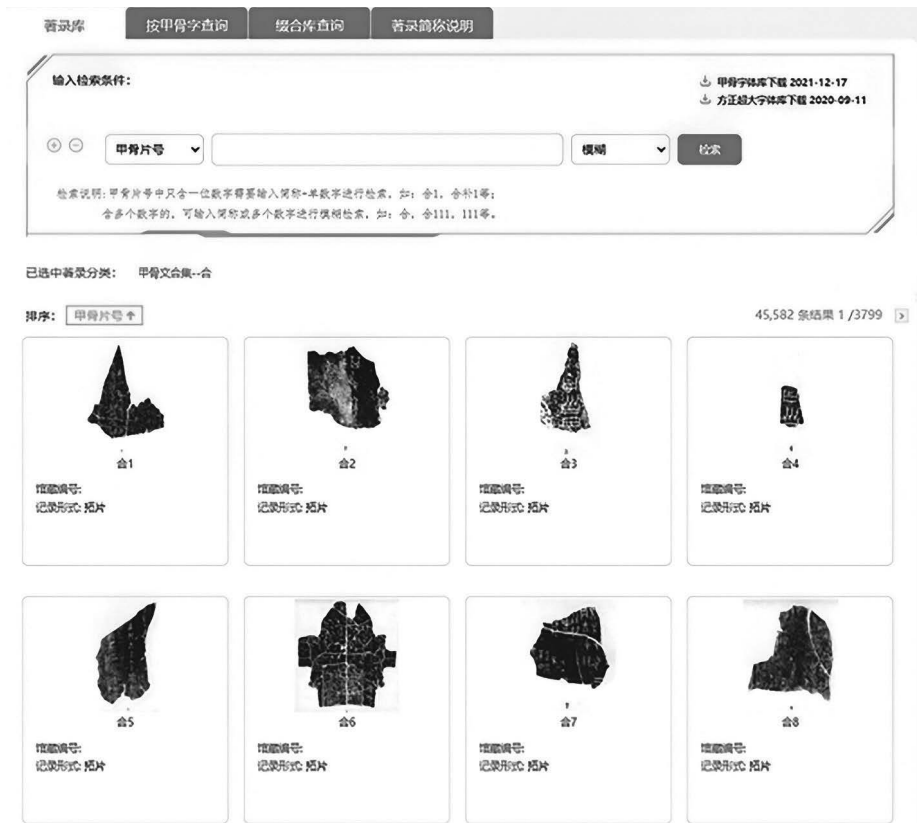 著录库 按甲骨字查询 缀合库查询 著录简称说明
输入检索条件：
甲骨字体库下载 2021-12-17
方正超大字体库下载 2020-09-11
甲骨片号 模糊 检索
检索说明：甲骨片号中只含一位数字需要输入简称+单数字进行检索，如：合1，合补1等；
含多个数字的，可输入简称或多个数字进行模糊检索，如：合，合111，111等。
已选中著录分类： 甲骨文合集--合
排序： 甲骨片号↑ 45,582 条结果 1 /3799 >
合1 合2 合3 合4
馆藏编号: 馆藏编号: 馆藏编号: 馆藏编号:
记录形式: 拓片 记录形式: 拓片 记录形式: 拓片 记录形式: 拓片
合5 合6 合7 合8
馆藏编号: 馆藏编号: 馆藏编号: 馆藏编号:
记录形式: 拓片 记录形式: 拓片 记录形式: 拓片 记录形式: 拓片